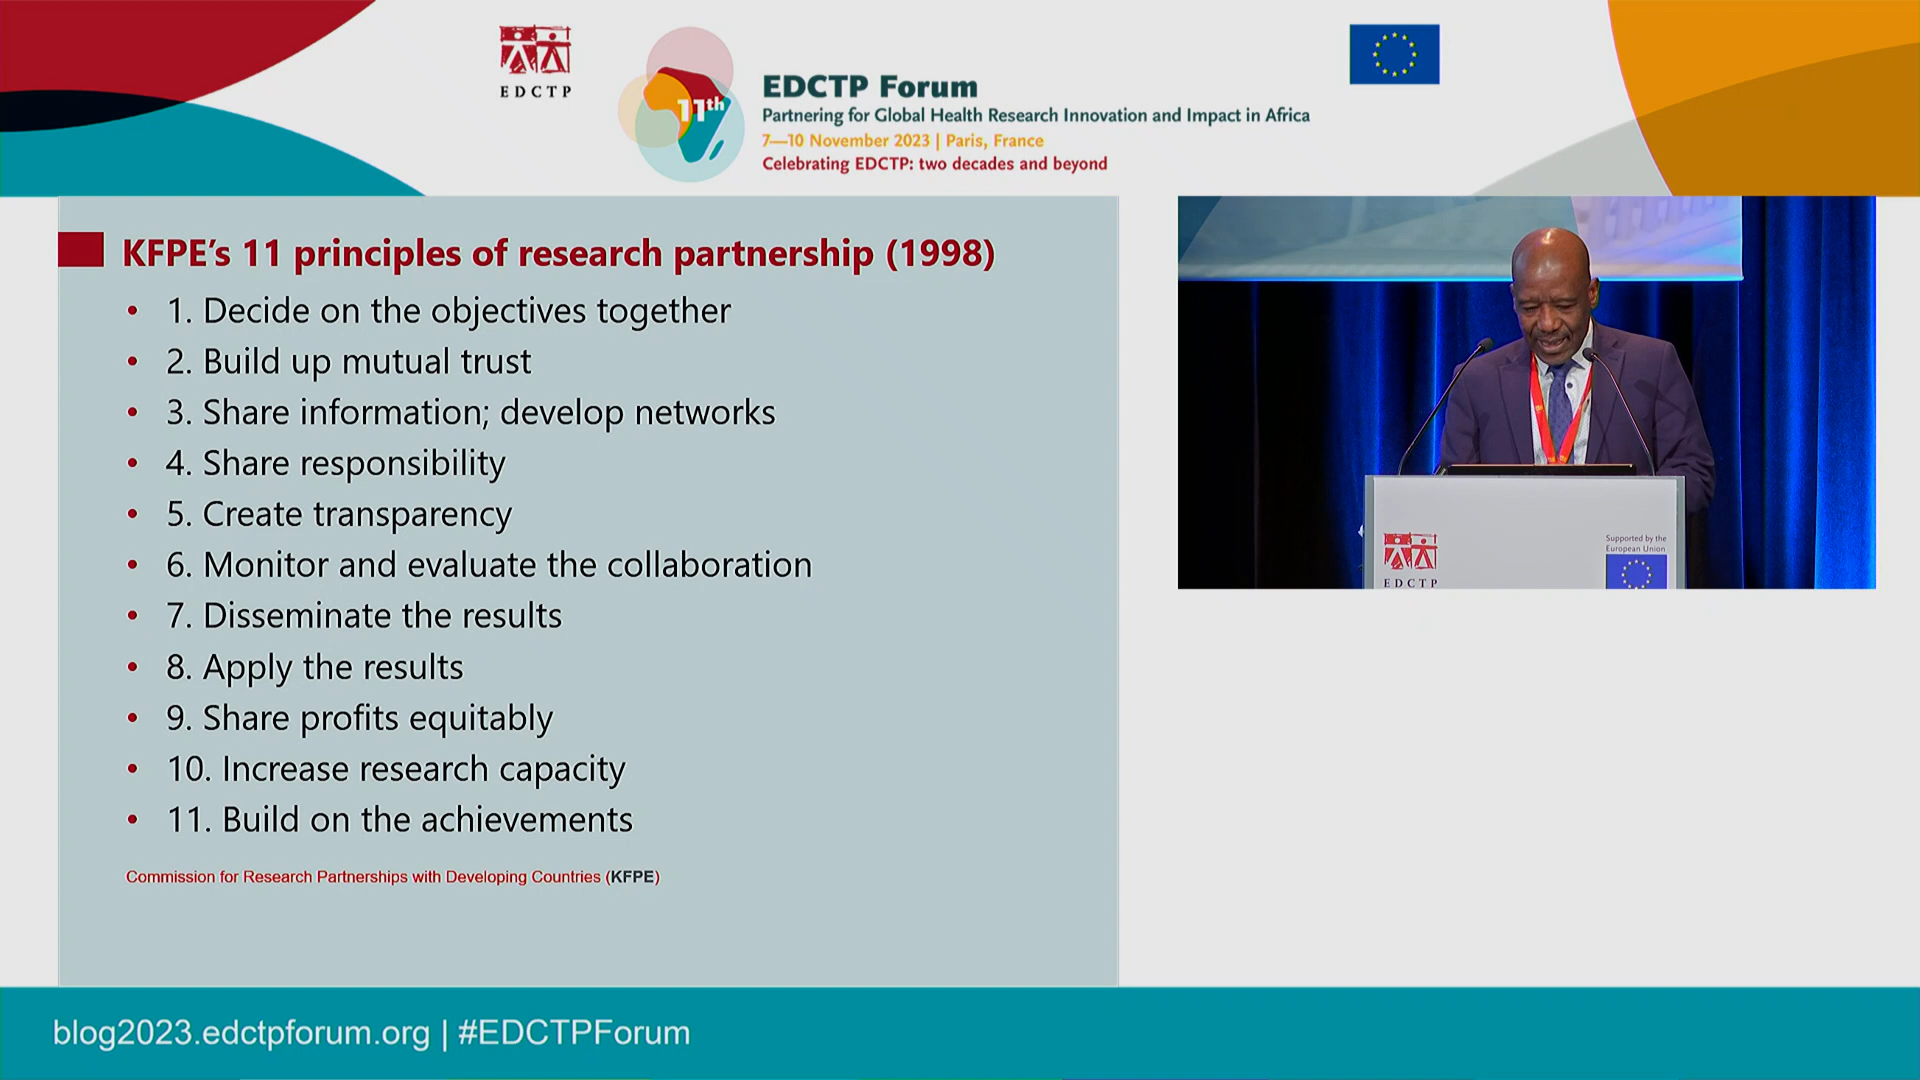 EDCTP
11th
EDCTP Forum
Partnering for Global Health Research Innovation and Impact in Africa
7—10 November 2023 | Paris, France
Celebrating EDCTP: two decades and beyond
KFPE’s 11 principles of research partnership (1998)
• 1. Decide on the objectives together
• 2. Build up mutual trust
• 3. Share information; develop networks
• 4. Share responsibility
• 5. Create transparency
• 6. Monitor and evaluate the collaboration
• 7. Disseminate the results
• 8. Apply the results
• 9. Share profits equitably
• 10. Increase research capacity
• 11. Build on the achievements
Commission for Research Partnerships with Developing Countries (KFPE)
EDCTP
Supported by the
European Union
blog2023.edctpforum.org | #EDCTPForum